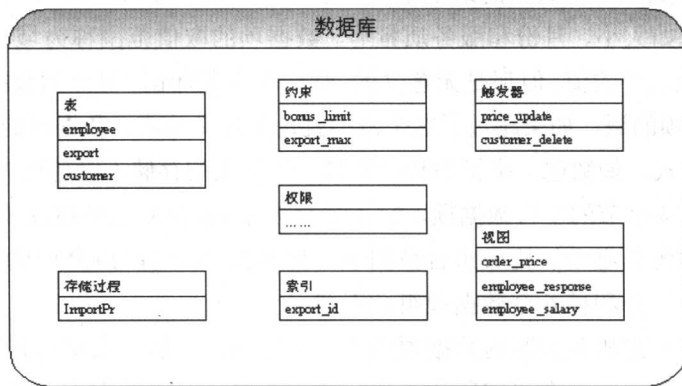 数据库
表
employee
export
customer
约束
bonus_limit
export_max
触发器
price_update
customer_delete
权限
……
视图
order_price
employee_response
employee_salary
存储过程
ImportPr
索引
export_id